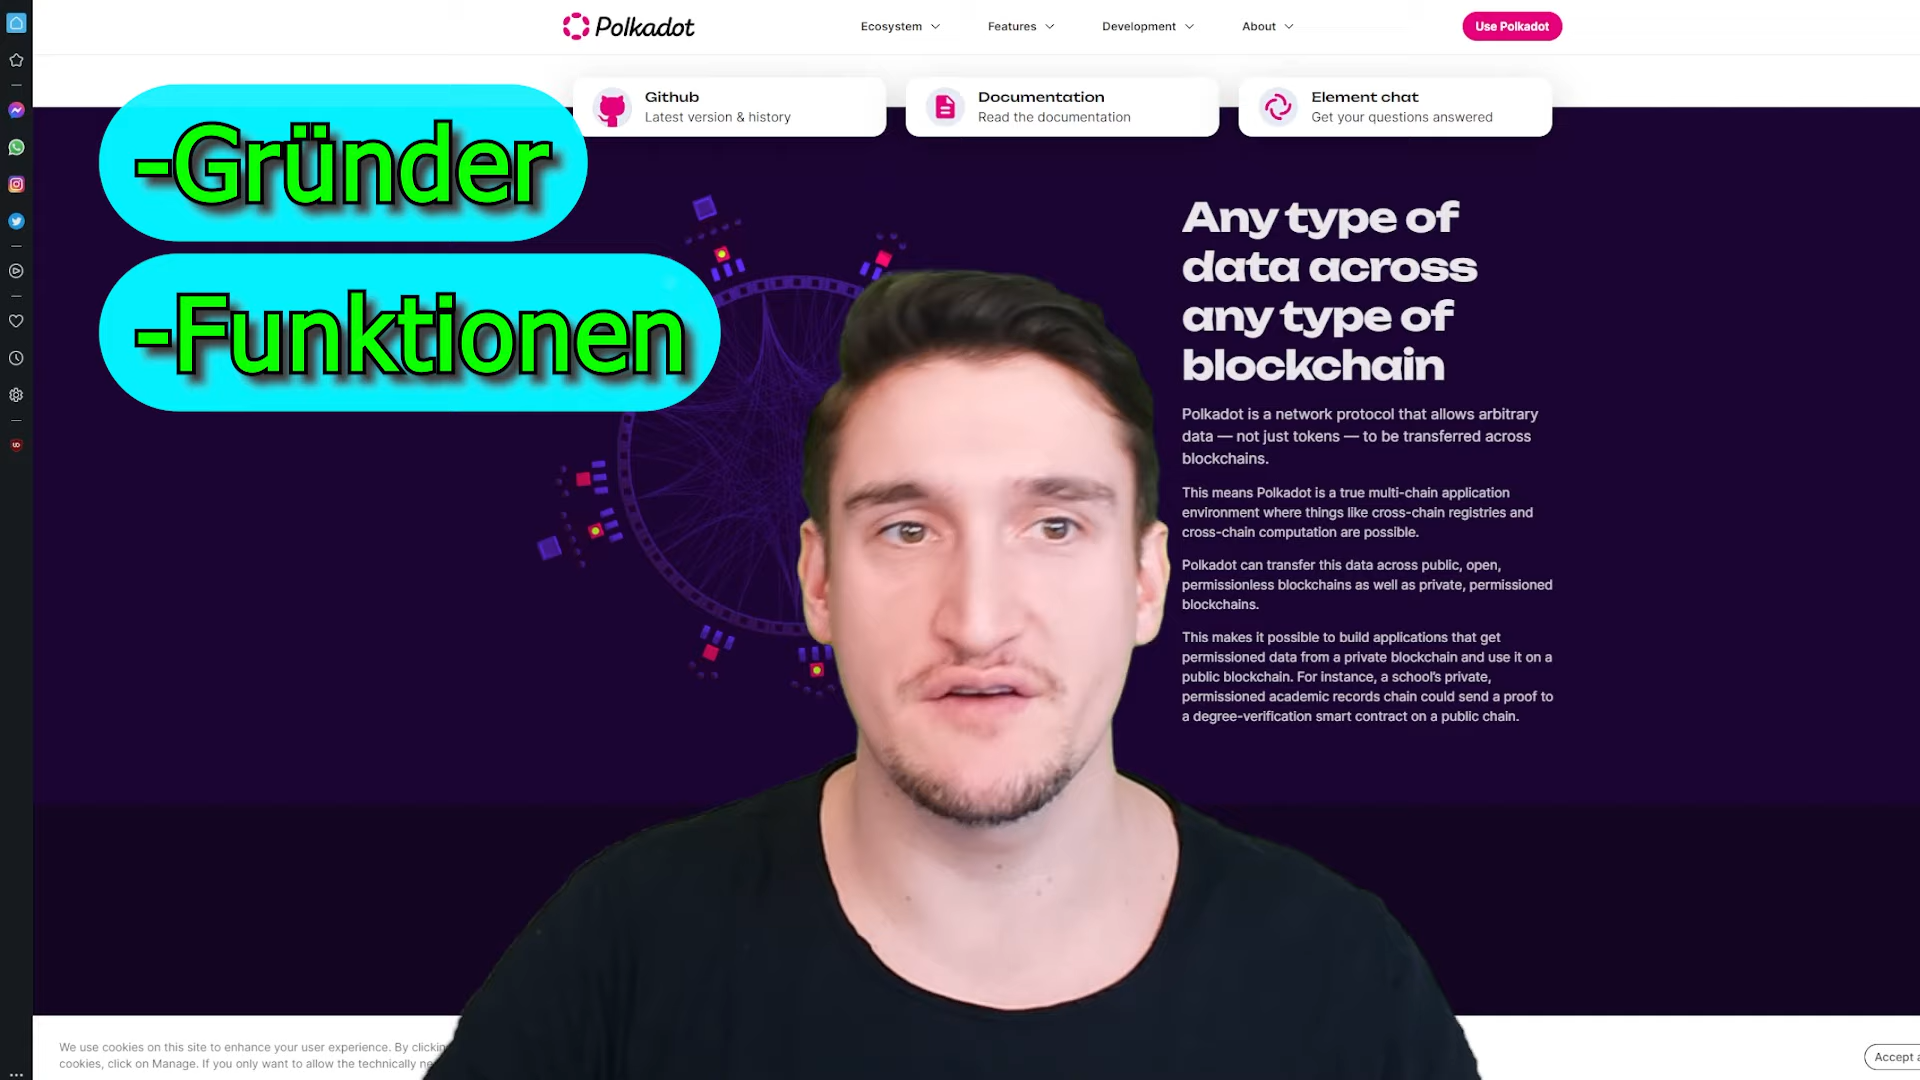 Polkadot
Ecosystem
Features
Development
About
Use Polkadot
Github
Latest version & history
Documentation
Read the documentation
Element chat
Get your questions answered
-Gründer
-Funktionen
Any type of
data across
any type of
blockchain
Polkadot is a network protocol that allows arbitrary
data — not just tokens — to be transferred across
blockchains.
This means Polkadot is a true multi-chain application
environment where things like cross-chain registries and
cross-chain computation are possible.
Polkadot can transfer this data across public, open,
permissionless blockchains as well as private, permissioned
blockchains.
This makes it possible to build applications that get
permissioned data from a private blockchain and use it on a
public blockchain. For instance, a school's private,
permissioned academic records chain could send a proof to
a degree-verification smart contract on a public chain.
We use cookies on this site to enhance your user experience. By
cookies, click on Manage. If you only want to allow the technically
Accept